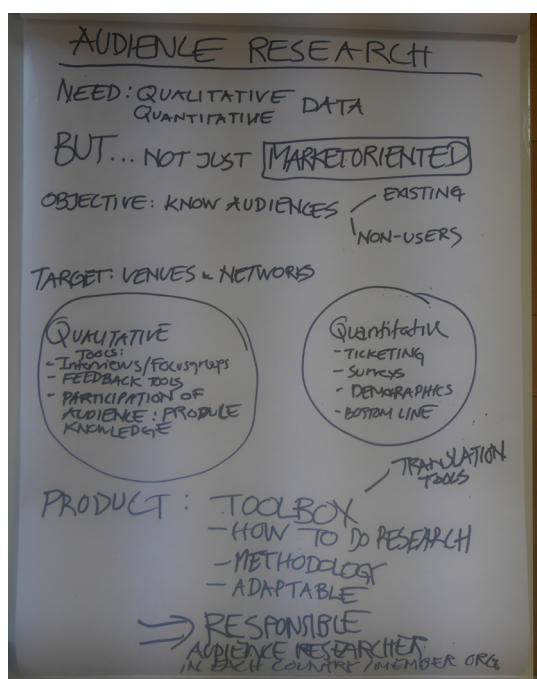 AUDIENCE RESEARCH
NEED: QUALITATIVE DATA
QUANTITATIVE
BUT... NOT JUST MARKETORIENTED
OBJECTIVE: KNOW AUDIENCES
EXISTING
NON-USERS
TARGET: VENUES & NETWORKS
QUALITATIVE
TOOLS:
- Interviews/Focusgroups
- FEEDBACK TOOLS
- PARTICIPATION OF
AUDIENCE: PRODUCE
KNOWLEDGE
Quantitative
- TICKETING
- Surveys
- DEMOGRAPHICS
- BOTTOM LINE
TRANSLATION
TOOLS
PRODUCT: TOOLBOX
- HOW TO DO RESEARCH
- METHODOLOGY
- ADAPTABLE
⇒ RESPONSIBLE
AUDIENCE RESEARCHER
IN EACH COUNTRY/MEMBER ORG